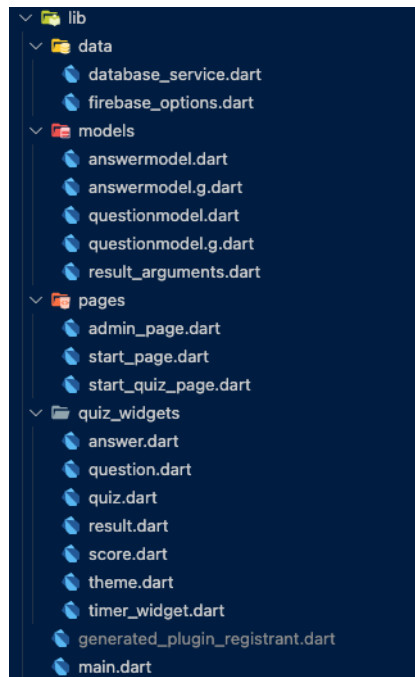 lib
data
database_service.dart
firebase_options.dart
models
answermodel.dart
answermodel.g.dart
questionmodel.dart
questionmodel.g.dart
result_arguments.dart
pages
admin_page.dart
start_page.dart
start_quiz_page.dart
quiz_widgets
answer.dart
question.dart
quiz.dart
result.dart
score.dart
theme.dart
timer_widget.dart
generated_plugin_registrant.dart
main.dart